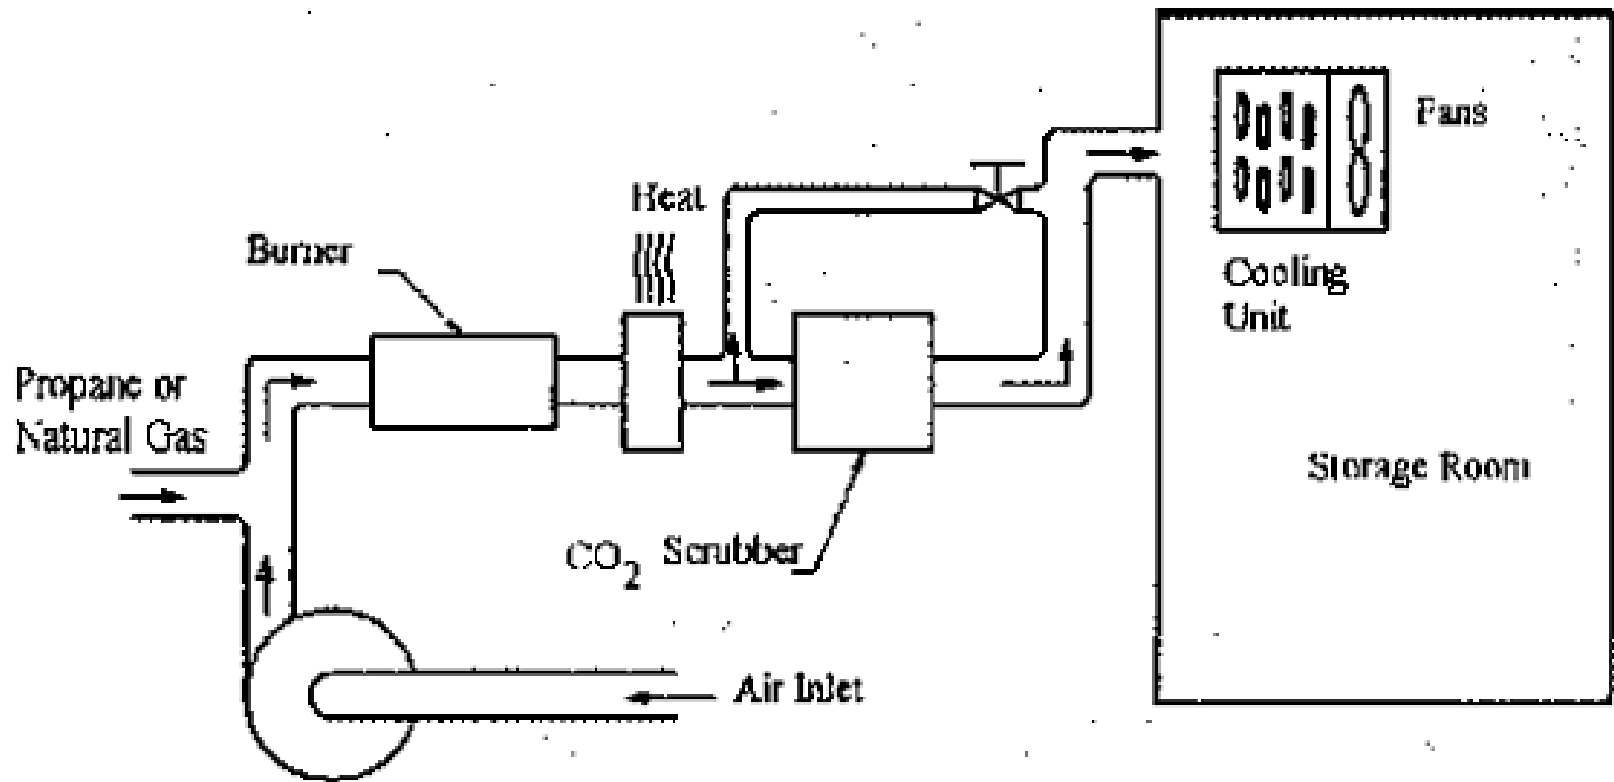 Fans
Heat
Burner
Cooling
Unit
Propane or
Natural Gas
Storage Room
CO2 Scrubber
Air Inlet